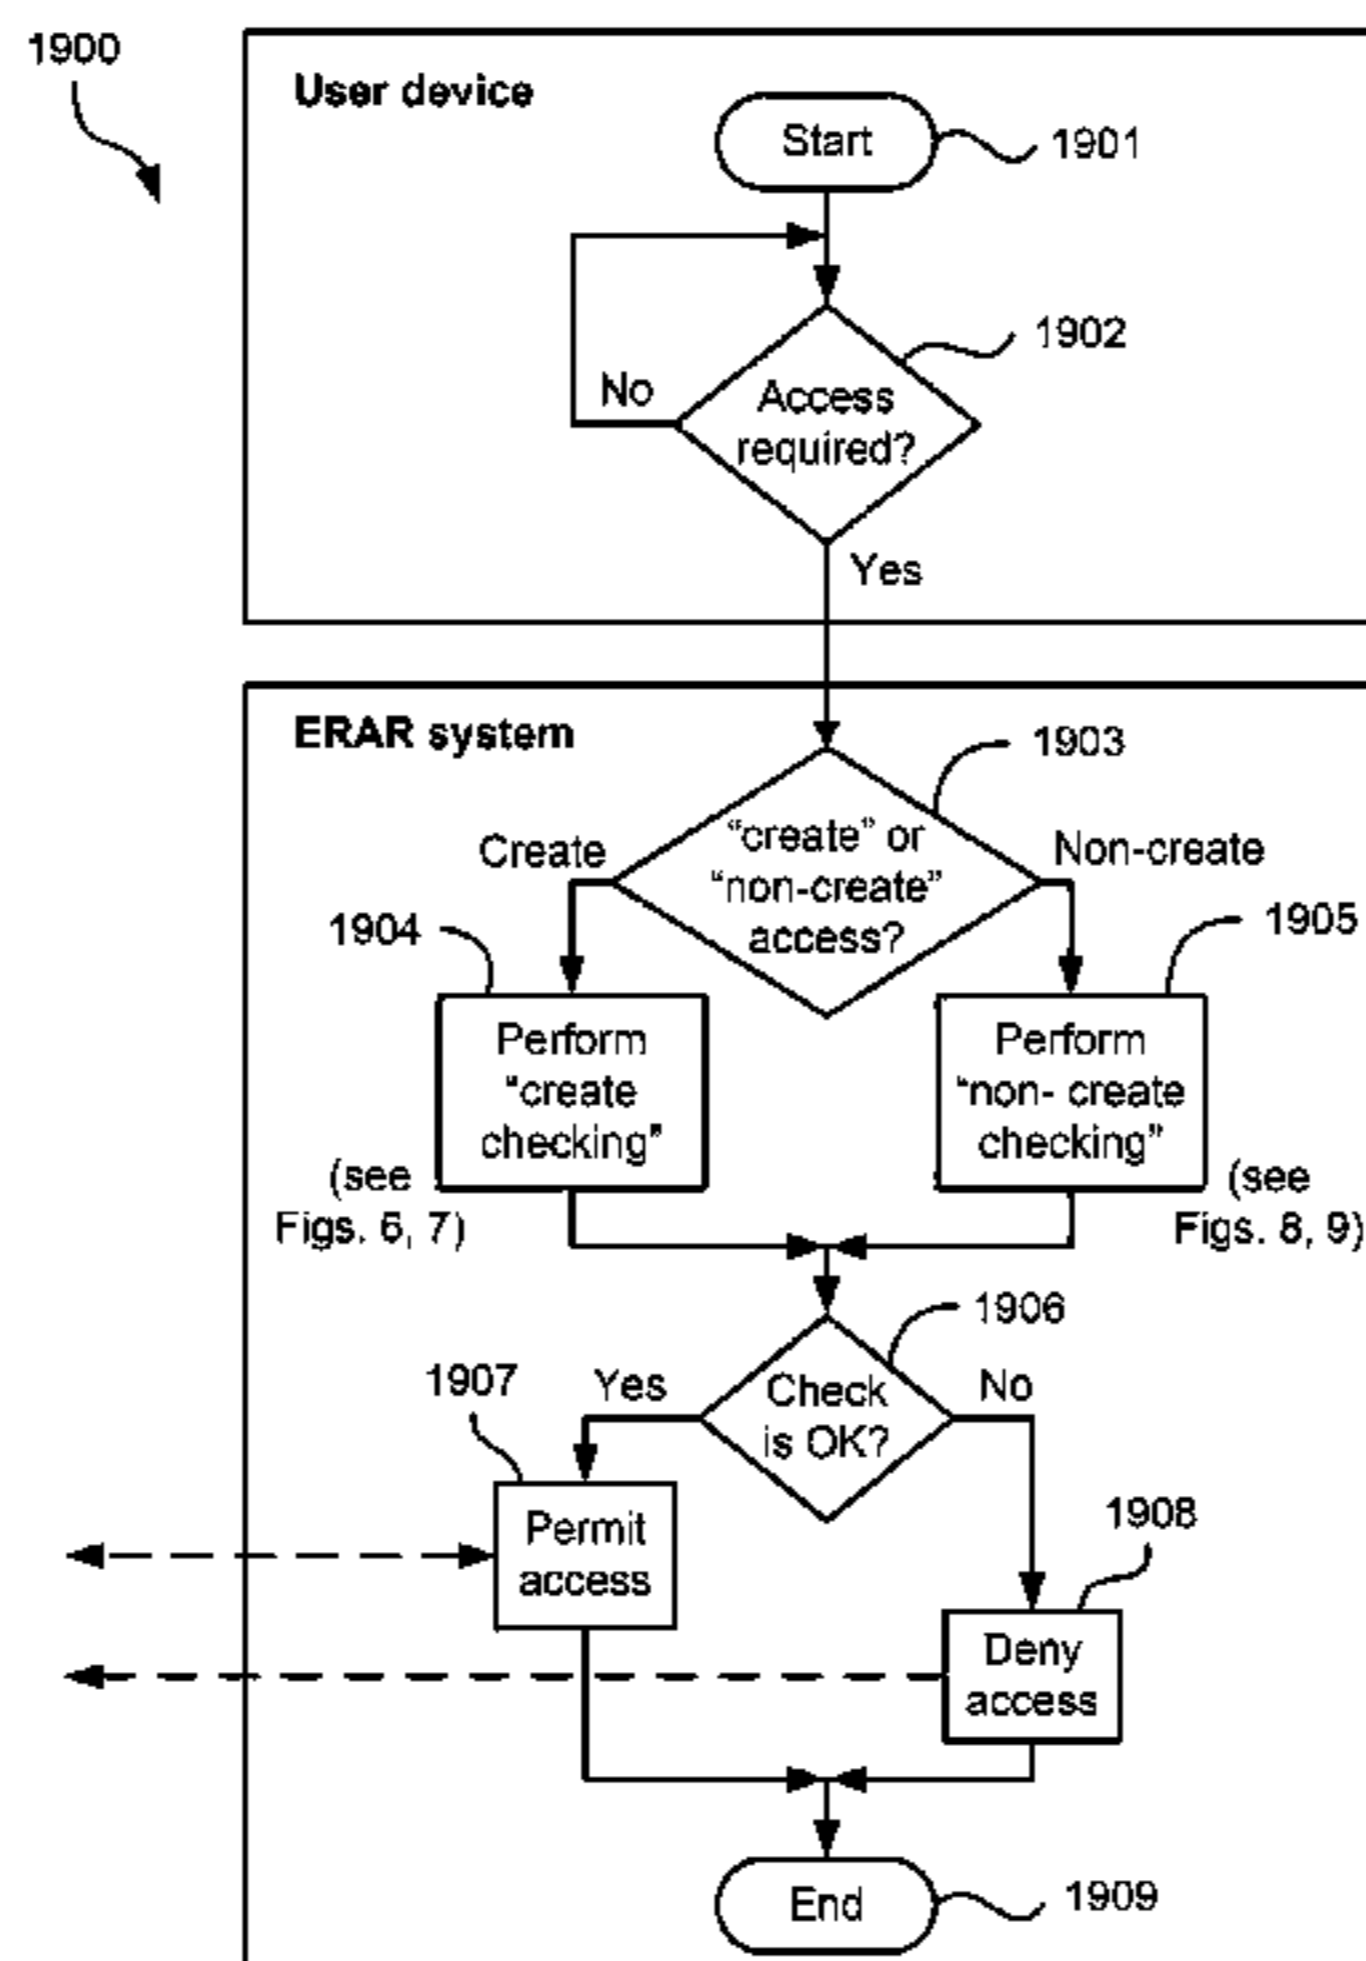 1900
User device
Start
1901
1902
No
Access
required?
Yes
ERAR system
1903
Create
"create" or
"non-create"
access?
Non-create
1904
1905
Perform
"create
checking"
Perform
"non- create
checking"
(see
Figs. 6, 7)
(see
Figs. 8, 9)
1906
1907
Yes
Check
is OK?
No
Permit
access
1908
Deny
access
End
1909